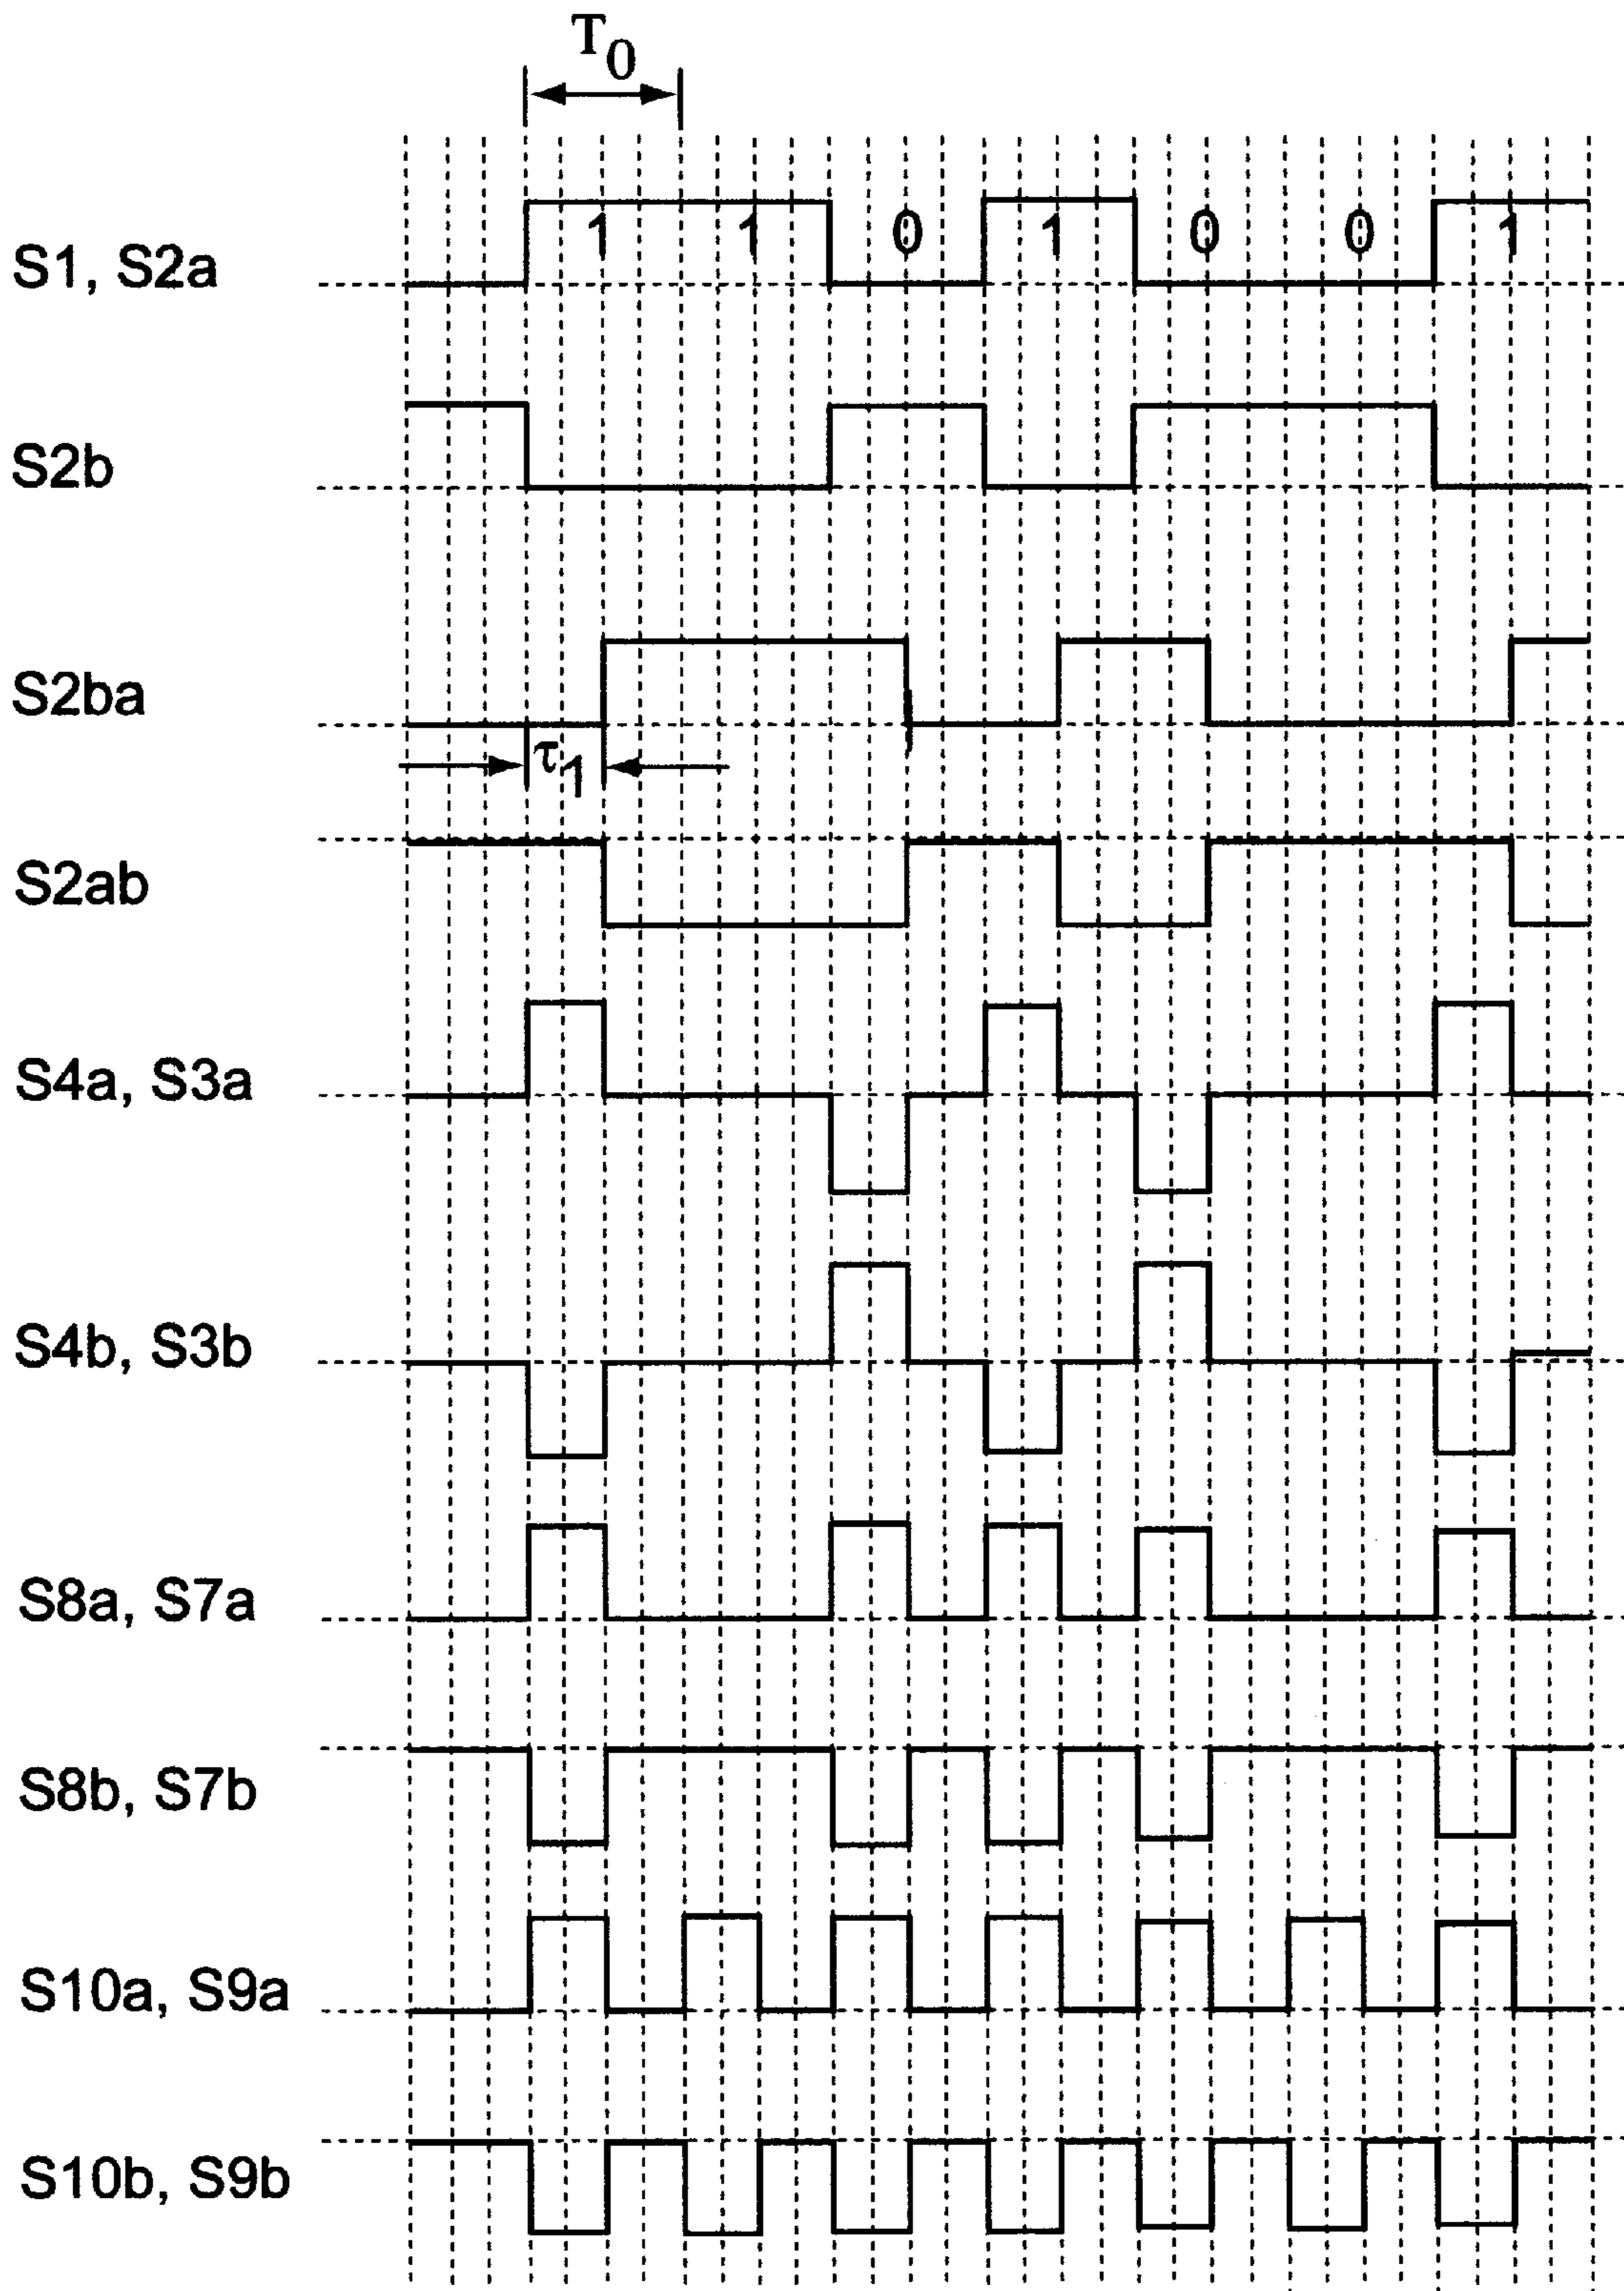 T0
1 1 0 1 0 0 1
S1, S2a
S2b
S2ba
τ1
S2ab
S4a, S3a
S4b, S3b
S8a, S7a
S8b, S7b
S10a, S9a
S10b, S9b